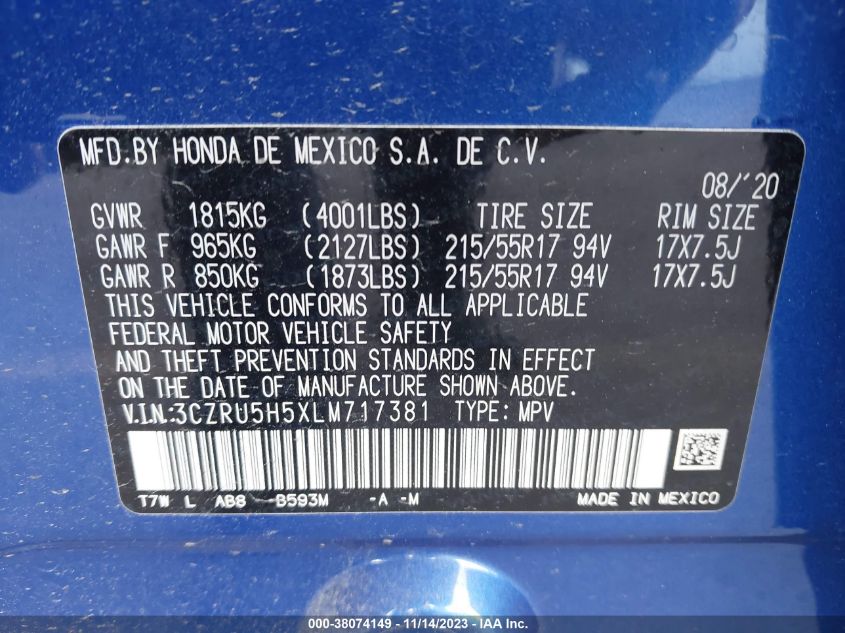 MFD.BY HONDA DE MEXICO S.A. DE C.V.
08/'20
GVWR 1815KG (4001LBS) TIRE SIZE RIM SIZE
GAWR F 965KG (2127LBS) 215/55R17 94V 17X7.5J
GAWR R 850KG (1873LBS) 215/55R17 94V 17X7.5J
THIS VEHICLE CONFORMS TO ALL APPLICABLE
FEDERAL MOTOR VEHICLE SAFETY
AND THEFT PREVENTION STANDARDS IN EFFECT
ON THE DATE OF MANUFACTURE SHOWN ABOVE.
V.I.N:3CZRU5H5XLM717381 TYPE: MPV
T7W L AB8 B593M -A -M MADE IN MEXICO
000-38074149 - 11/14/2023 - IAAI.com